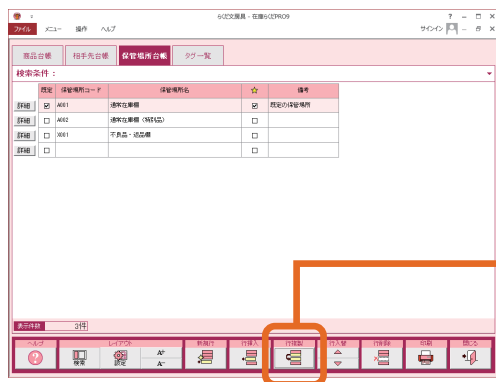 らくだ文房具 - 在庫らくだPRO9
ファイル メニュー 操作 ヘルプ サインイン
商品台帳 相手先台帳 保管場所台帳 タグ一覧
検索条件：
既定 保管場所コード 保管場所名 備考
詳細 A001 通常在庫棚 既定の保管場所
詳細 A002 通常在庫棚（特別品）
詳細 X001 不良品・返品棚
詳細
表示件数 3件
ヘルプ レイアウト 新規行 行挿入 行複製 行入替 行削除 印刷 閉じる
検索 設定 A+
A-